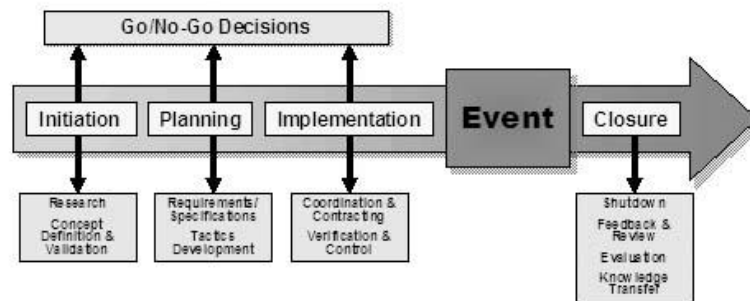 Go/No-Go Decisions
Initiation
Planning
Implementation
Event
Closure
Research
Concept
Definition &
Validation
Requirements/
Specifications
Tactics
Development
Coordination &
Contracting
Verification &
Control
Shutdown
Feedback &
Review
Evaluation
Knowledge
Transfer